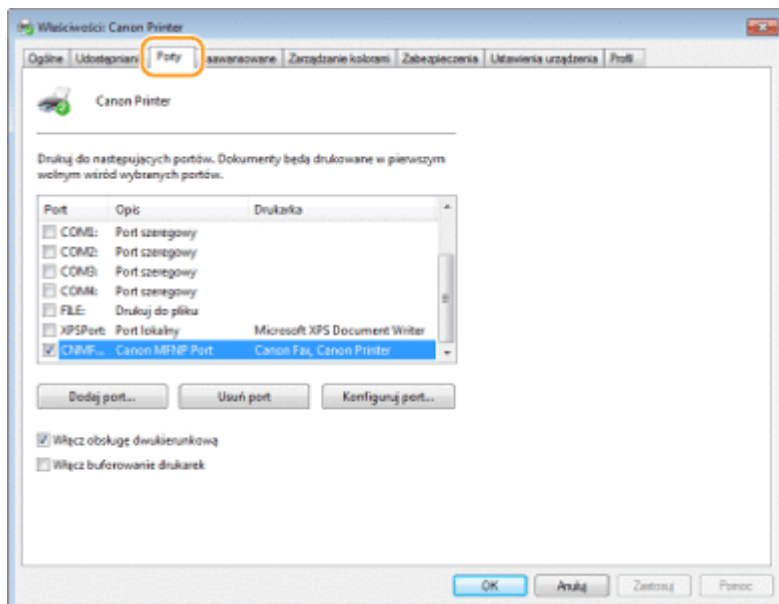 Właściwości: Canon Printer
Ogólne Udostępniani Porty aawansowane Zarządzanie kolorami Zabezpieczenia Ustawienia urządzenia Profil
Canon Printer
Drukuj do następujących portów. Dokumenty będą drukowane w pierwszym
wolnym wśród wybranych portów.
Port Opis Drukarka
COM1: Port szeregowy
COM2: Port szeregowy
COM3: Port szeregowy
COM4: Port szeregowy
FILE: Drukuj do pliku
XPSPort: Port lokalny Microsoft XPS Document Writer
CNMF... Canon MFNP Port Canon Fax, Canon Printer
Dodaj port... Usuń port Konfiguruj port...
Włącz obsługę dwukierunkową
Włącz buforowanie drukarek
OK Anuluj Zastosuj Pomoc